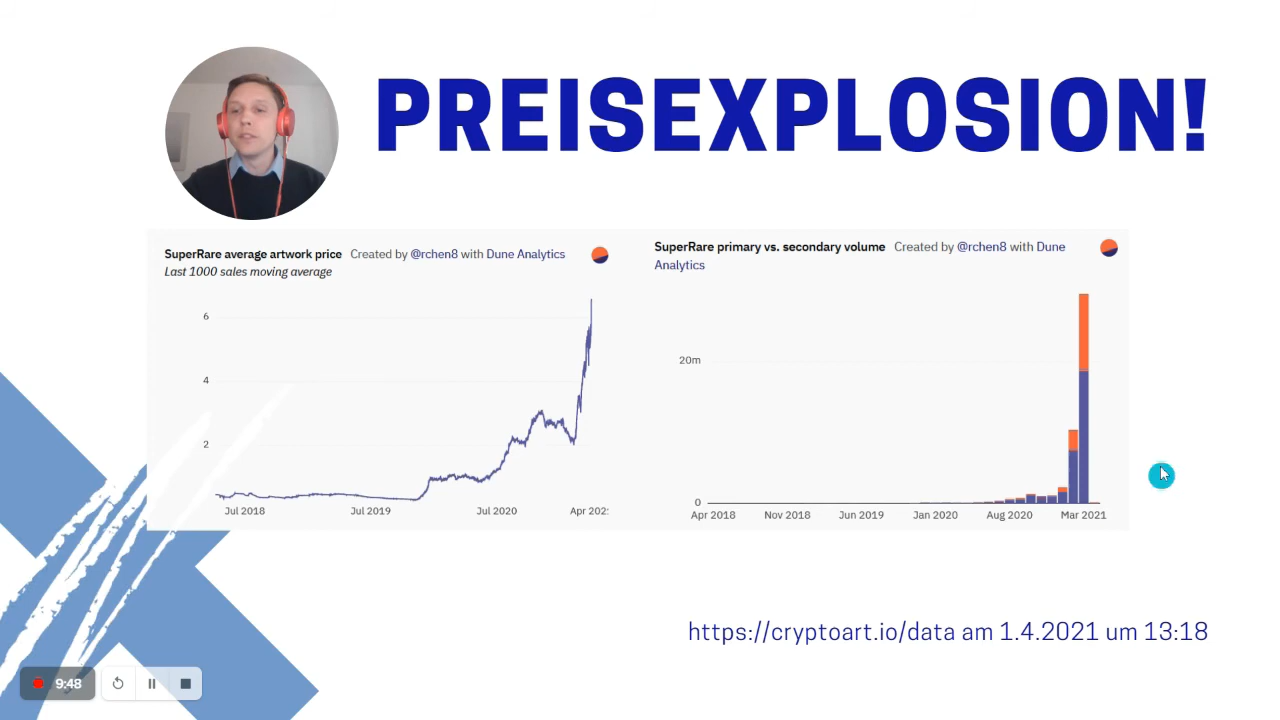 PREISEXPLOSION!
SuperRare average artwork price Created by @rchen8 with Dune Analytics
Last 1000 sales moving average
6
4
2
Jul 2018 Jul 2019 Jul 2020 Apr 202
SuperRare primary vs. secondary volume Created by @rchen8 with Dune
Analytics
20m
0
Apr 2018 Nov 2018 Jun 2019 Jan 2020 Aug 2020 Mar 2021
https://cryptoart.io/data am 1.4.2021 um 13:18
9:48